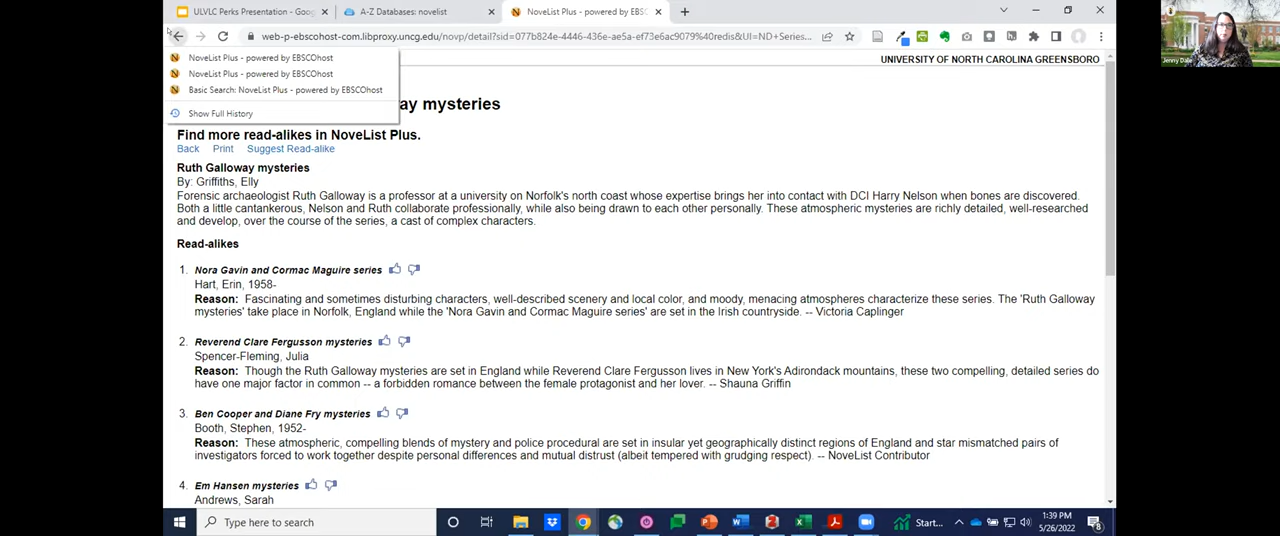 ULVLC Perks Presentation - Goog
A-Z Databases: novelist
NoveList Plus - powered by EBSC
web-p-ebscohost-com.libproxy.uncg.edu/novp/detail?sid=077b824e-4446-436e-ae5a-ef73e6ac9079%40redis&UI=ND+Series...
NoveList Plus - powered by EBSCOhost
NoveList Plus - powered by EBSCOhost
Basic Search: NoveList Plus - powered by EBSCOhost
Show Full History
UNIVERSITY OF NORTH CAROLINA GREENSBORO
Jenny Dale
ay mysteries
Find more read-alikes in NoveList Plus.
Back Print Suggest Read-alike
Ruth Galloway mysteries
By: Griffiths, Elly
Forensic archaeologist Ruth Galloway is a professor at a university on Norfolk's north coast whose expertise brings her into contact with DCI Harry Nelson when bones are discovered.
Both a little cantankerous, Nelson and Ruth collaborate professionally, while also being drawn to each other personally. These atmospheric mysteries are richly detailed, well-researched
and develop, over the course of the series, a cast of complex characters.
Read-alikes
1. Nora Gavin and Cormac Maguire series
Hart, Erin, 1958-
Reason: Fascinating and sometimes disturbing characters, well-described scenery and local color, and moody, menacing atmospheres characterize these series. The 'Ruth Galloway
mysteries' take place in Norfolk, England while the 'Nora Gavin and Cormac Maguire series' are set in the Irish countryside. -- Victoria Caplinger
2. Reverend Clare Fergusson mysteries
Spencer-Fleming, Julia
Reason: Though the Ruth Galloway mysteries are set in England while Reverend Clare Fergusson lives in New York's Adirondack mountains, these two compelling, detailed series do
have one major factor in common -- a forbidden romance between the female protagonist and her lover. -- Shauna Griffin
3. Ben Cooper and Diane Fry mysteries
Booth, Stephen, 1952-
Reason: These atmospheric, compelling blends of mystery and police procedural are set in insular yet geographically distinct regions of England and star mismatched pairs of
investigators forced to work together despite personal differences and mutual distrust (albeit tempered with grudging respect). -- NoveList Contributor
4. Em Hansen mysteries
Andrews, Sarah
Type here to search
Start...
1:39 PM
5/26/2022